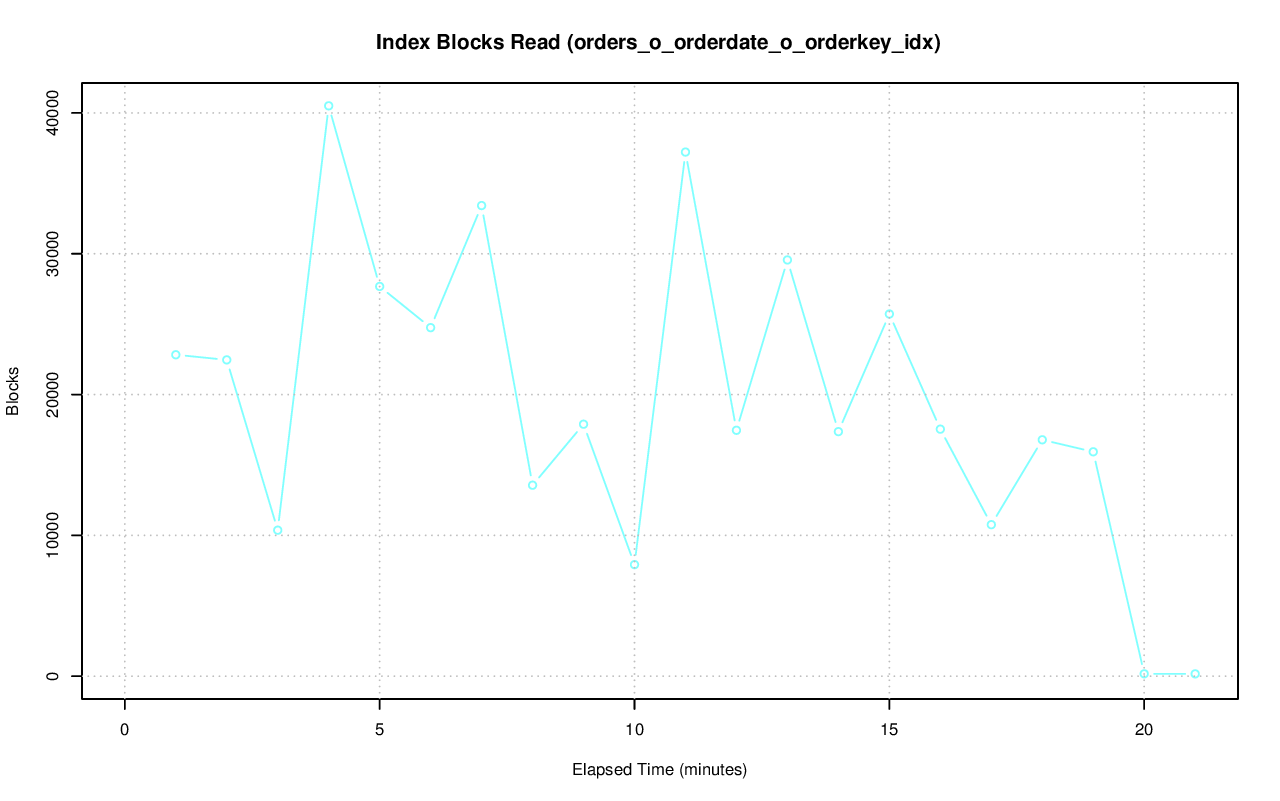 Index Blocks Read (orders_o_orderdate_o_orderkey_idx)
Blocks
40000
30000
20000
10000
0
0 5 10 15 20
Elapsed Time (minutes)